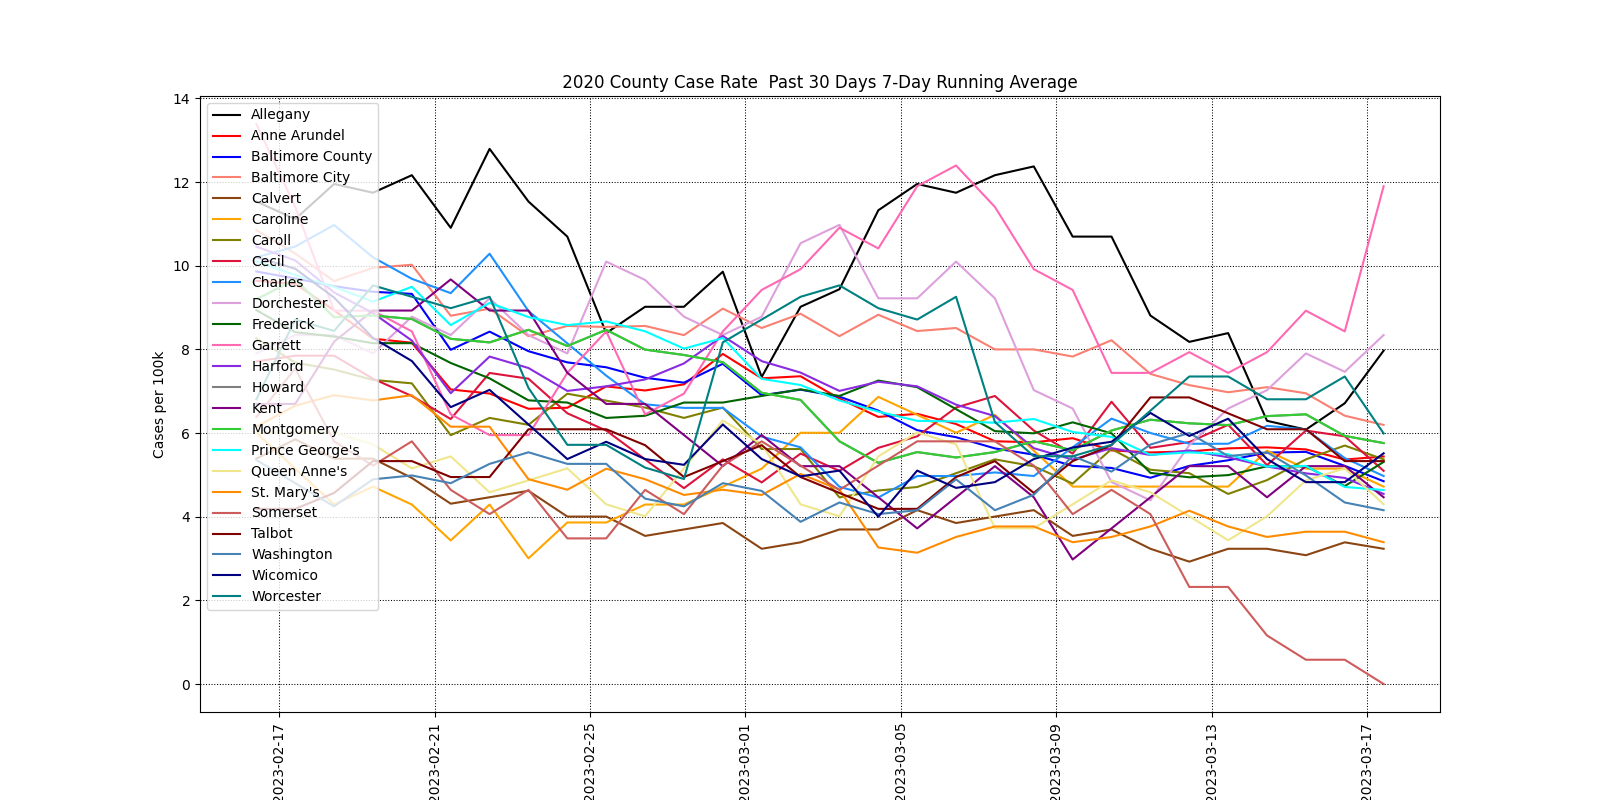 2020 County Case Rate  Past 30 Days 7-Day Running Average
Cases per 100k
14
12
10
8
6
4
2
0
Allegany
Anne Arundel
Baltimore County
Baltimore City
Calvert
Caroline
Caroll
Cecil
Charles
Dorchester
Frederick
Garrett
Harford
Howard
Kent
Montgomery
Prince George's
Queen Anne's
St. Mary's
Somerset
Talbot
Washington
Wicomico
Worcester
2023-02-17
2023-02-21
2023-02-25
2023-03-01
2023-03-05
2023-03-09
2023-03-13
2023-03-17